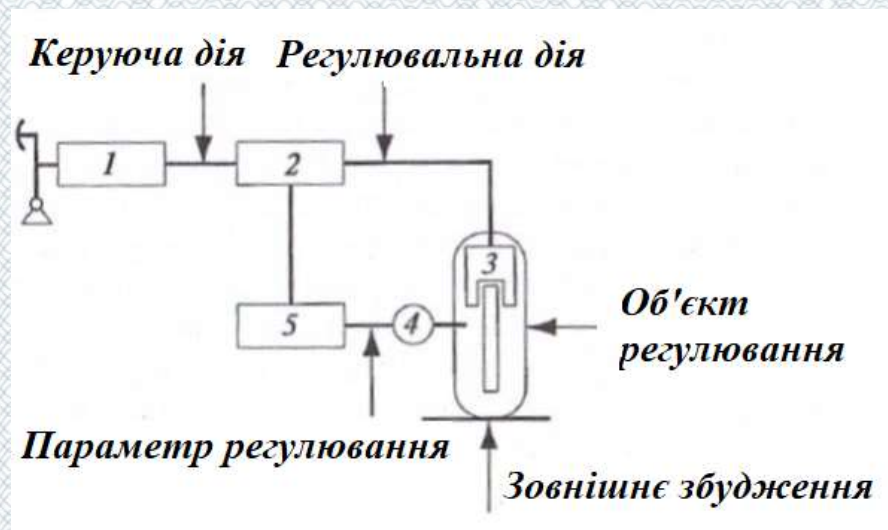 Керуюча дія Регулювальна дія
1
2
3
4
5
Об'єкт
регулювання
Параметр регулювання
Зовнішнє збудження